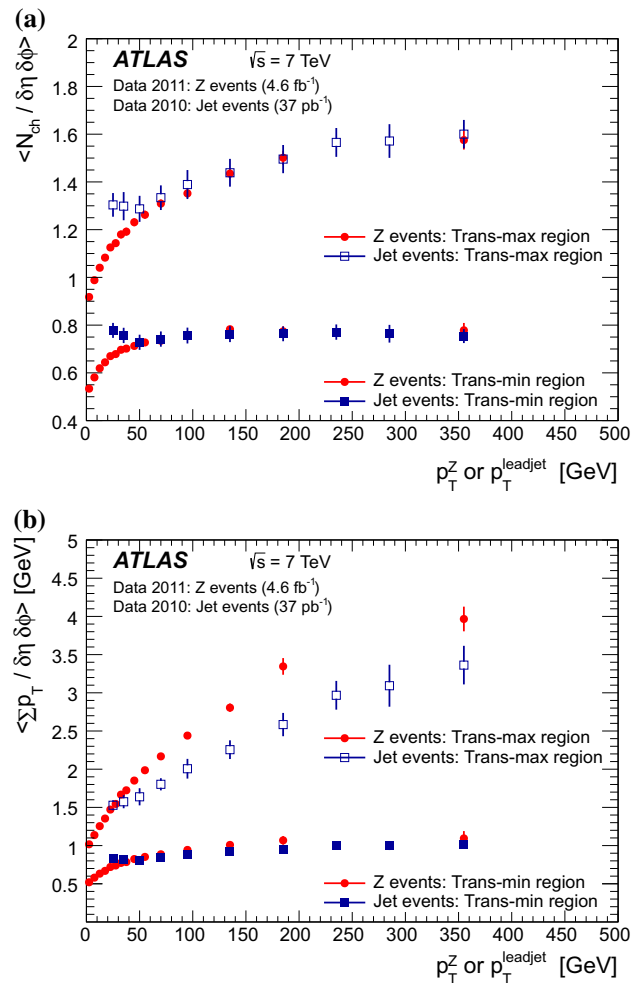 (a)
<N_ch / δη δϕ>
2
1.8
1.6
1.4
1.2
1
0.8
0.6
0.4
ATLAS √s = 7 TeV
Data 2011: Z events (4.6 fb⁻¹)
Data 2010: Jet events (37 pb⁻¹)
Z events: Trans-max region
Jet events: Trans-max region
Z events: Trans-min region
Jet events: Trans-min region
0 50 100 150 200 250 300 350 400 450 500
p_T^Z or p_T^leadjet [GeV]
(b)
<∑p_T / δη δϕ> [GeV]
5
4.5
4
3.5
3
2.5
2
1.5
1
0.5
ATLAS √s = 7 TeV
Data 2011: Z events (4.6 fb⁻¹)
Data 2010: Jet events (37 pb⁻¹)
Z events: Trans-max region
Jet events: Trans-max region
Z events: Trans-min region
Jet events: Trans-min region
0 50 100 150 200 250 300 350 400 450 500
p_T^Z or p_T^leadjet [GeV]